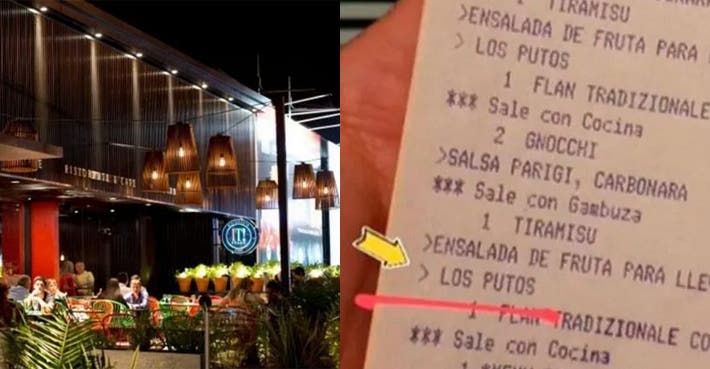 1 TIRAMISU
>ENSALADA DE FRUTA PARA
> LOS PUTOS
1 FLAN TRADIZIONALE
*** Sale con Cocina
2 GNOCCHI
>SALSA PARIGI, CARBONARA
*** Sale con Gambuza
1 TIRAMISU
>ENSALADA DE FRUTA PARA LLE
> LOS PUTOS
1 FLAN TRADIZIONALE CO
*** Sale con Cocina